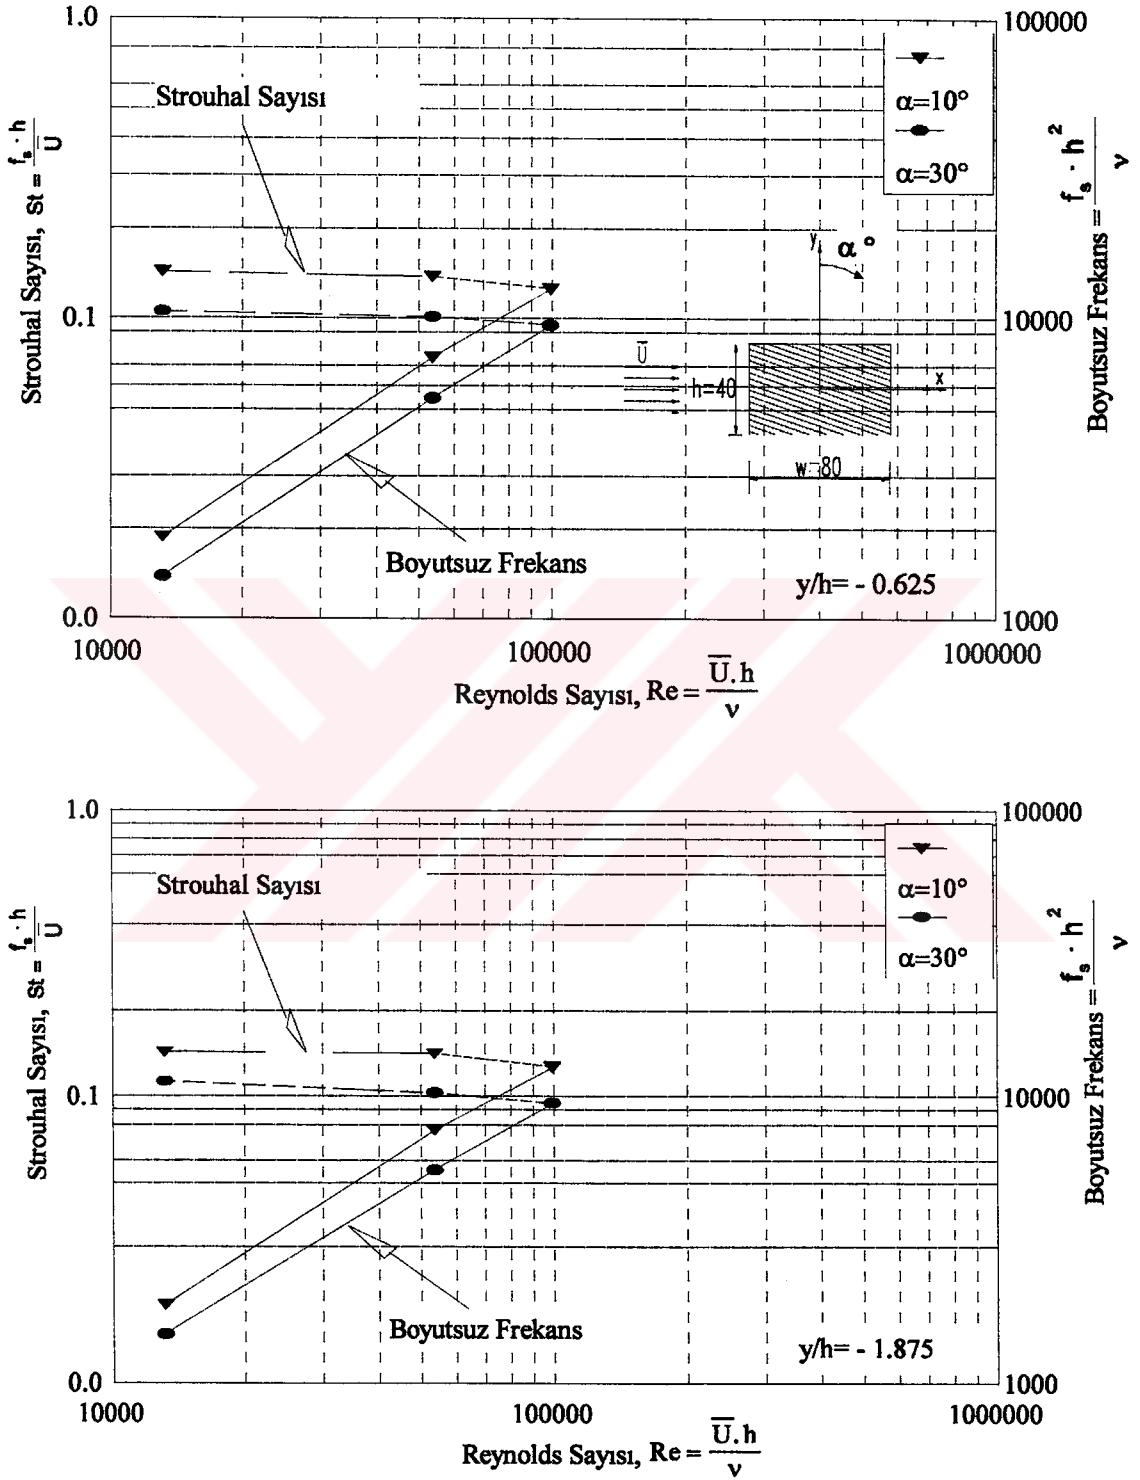 1.0
100000
Strouhal Sayısı
α=10°
α=30°
Strouhal Sayısı, St = f_s · h / U̅
Boyutsuz Frekans = f_s · h² / ν
y
α °
0.1
10000
U̅
h=40
x
w=80
Boyutsuz Frekans
y/h= - 0.625
0.0
1000
10000
100000
1000000
Reynolds Sayısı, Re = U̅.h / ν
1.0
100000
Strouhal Sayısı
α=10°
α=30°
Strouhal Sayısı, St = f_s · h / U̅
Boyutsuz Frekans = f_s · h² / ν
0.1
10000
Boyutsuz Frekans
y/h= - 1.875
0.0
1000
10000
100000
1000000
Reynolds Sayısı, Re = U̅.h / ν